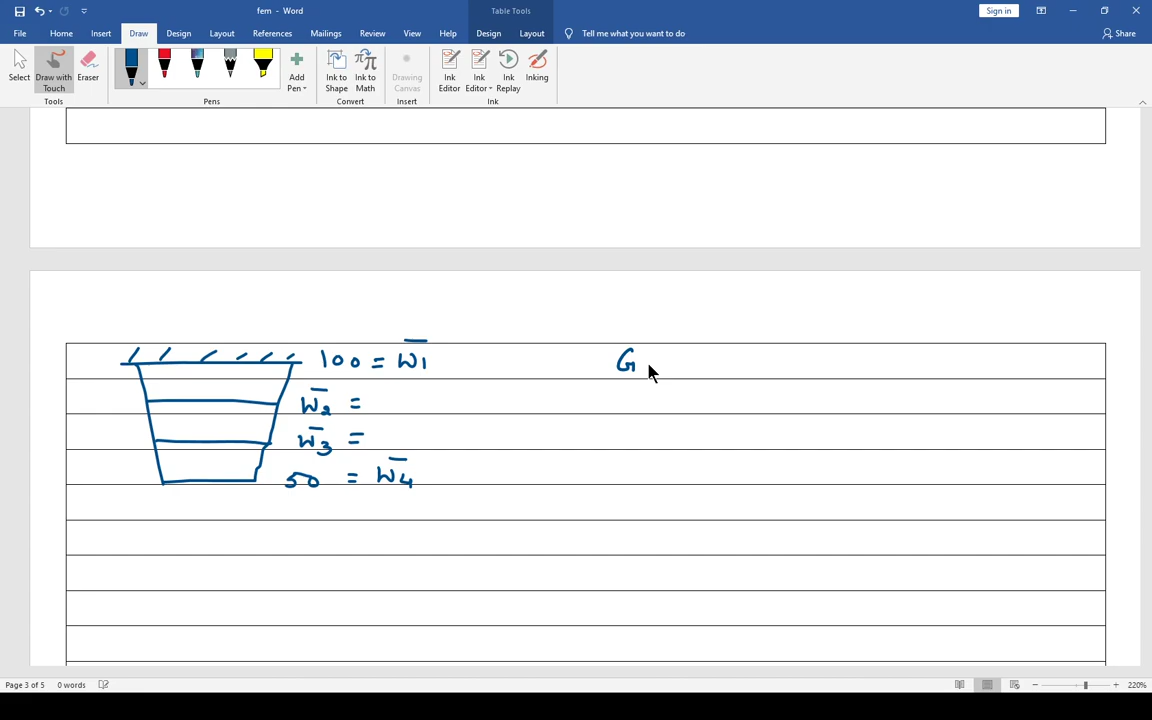 fem - Word
Table Tools
Sign in
File Home Insert Draw Design Layout References Mailings Review View Help Design Layout Tell me what you want to do Share
Select Draw with Touch Eraser Add Pen Ink to Shape Ink to Math Drawing Canvas Ink Editor Ink Editor Ink Replay Inking
Tools Pens Convert Insert Ink
100 = W̅1 G
W̅2 =
W̅3 =
50 = W̅4
Page 3 of 5 0 words 220%